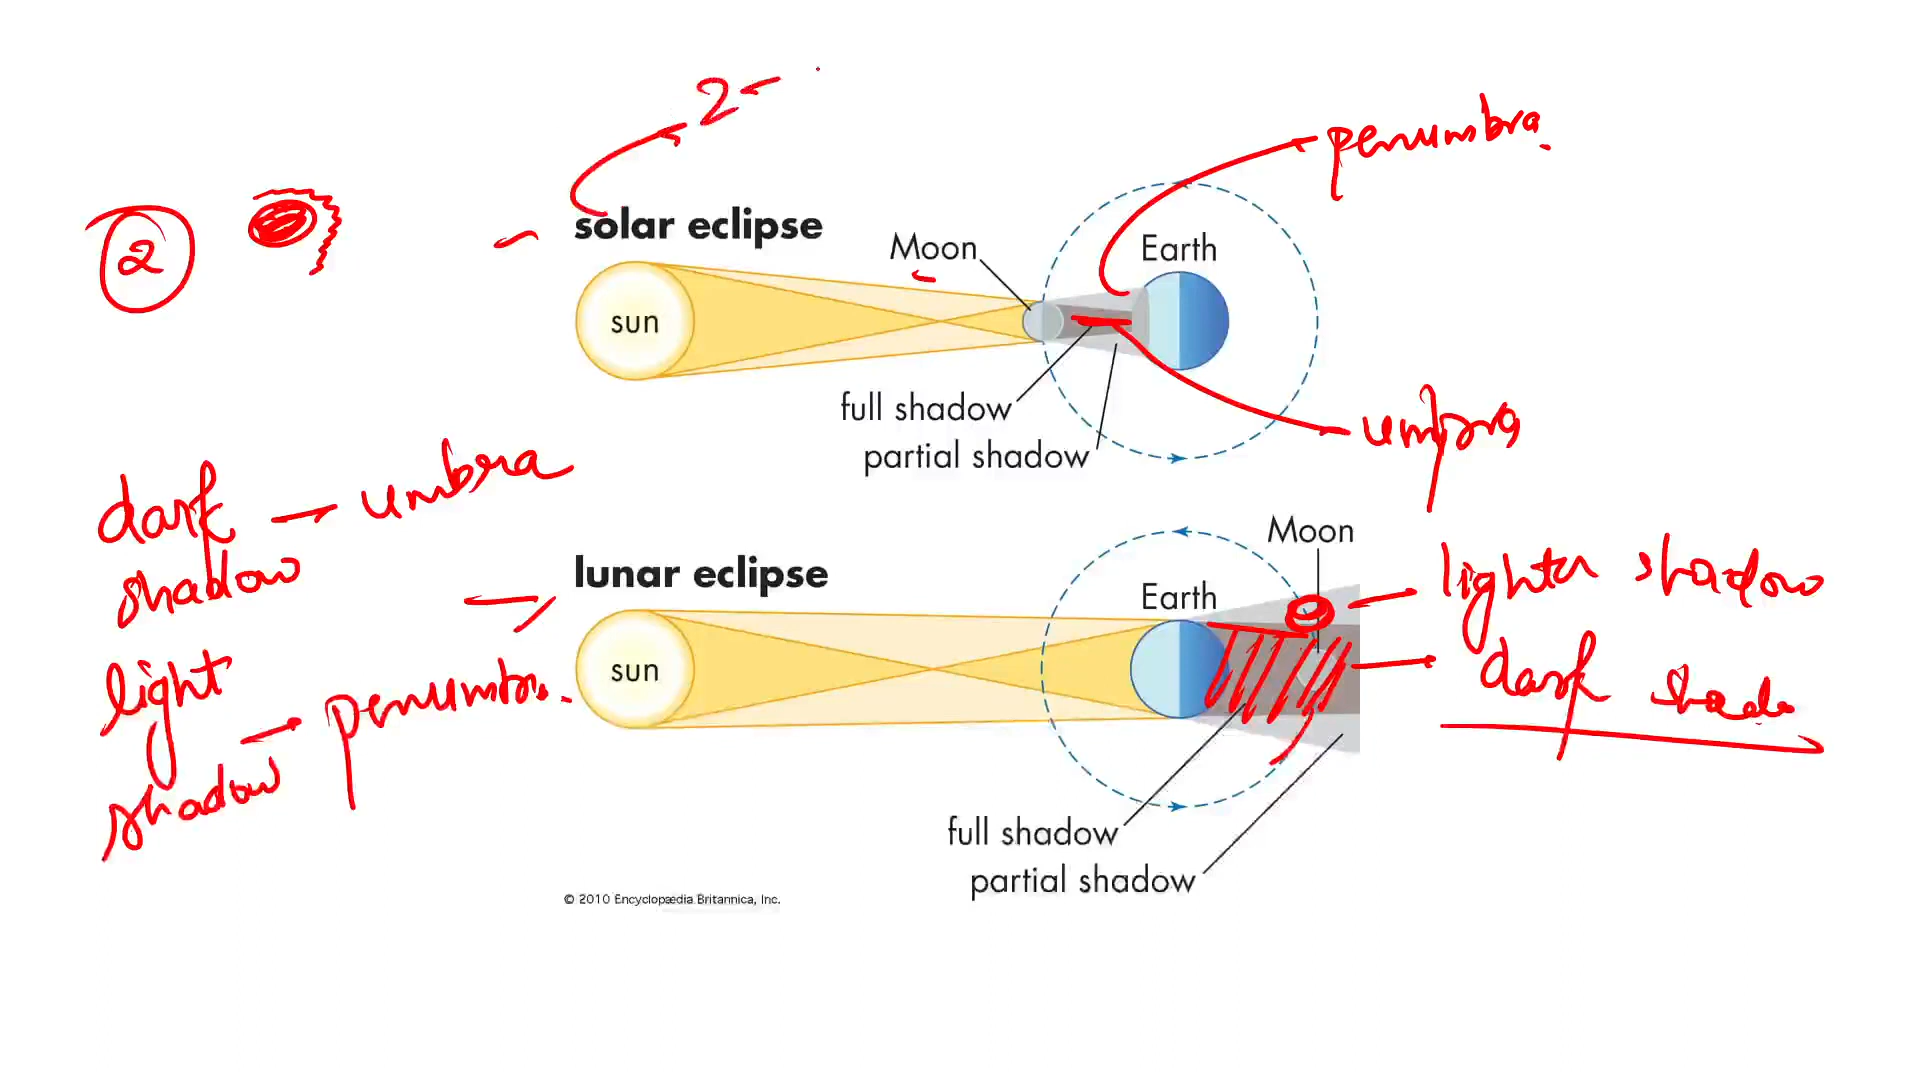 2 -
penumbra.
2
solar eclipse
Moon
Earth
sun
full shadow
partial shadow
umbra
dark shadow → umbra
lunar eclipse
Moon
Earth
lighter shadow
sun
dark shade
light shadow → penumbra.
full shadow
partial shadow
© 2010 Encyclopædia Britannica, Inc.